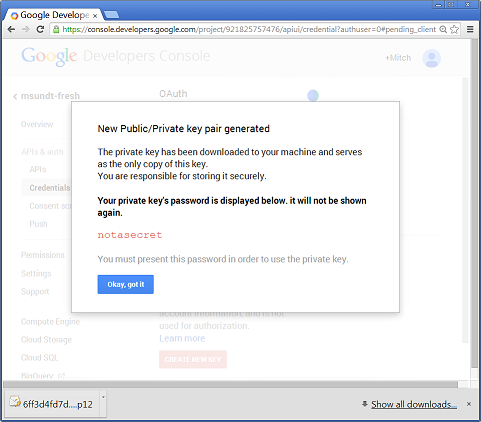 Google Develope
https://console.developers.google.com/project/921825757476/apiui/credential?authuser=0#pending_client
Google Developers Console
+Mitch
msundt-fresh
OAuth
Overview
APIs & auth
APIs
Credentials
Consent scr
Push
Permissions
Settings
Support
Compute Engine
Cloud Storage
Cloud SQL
BigQuery
New Public/Private key pair generated
The private key has been downloaded to your machine and serves
as the only copy of this key.
You are responsible for storing it securely.
Your private key's password is displayed below. it will not be shown
again.
notasecret
You must present this password in order to use the private key.
Okay, got it
account information, and is not
used for authorization.
Learn more
CREATE NEW KEY
6ff3d4fd7d....p12
Show all downloads...